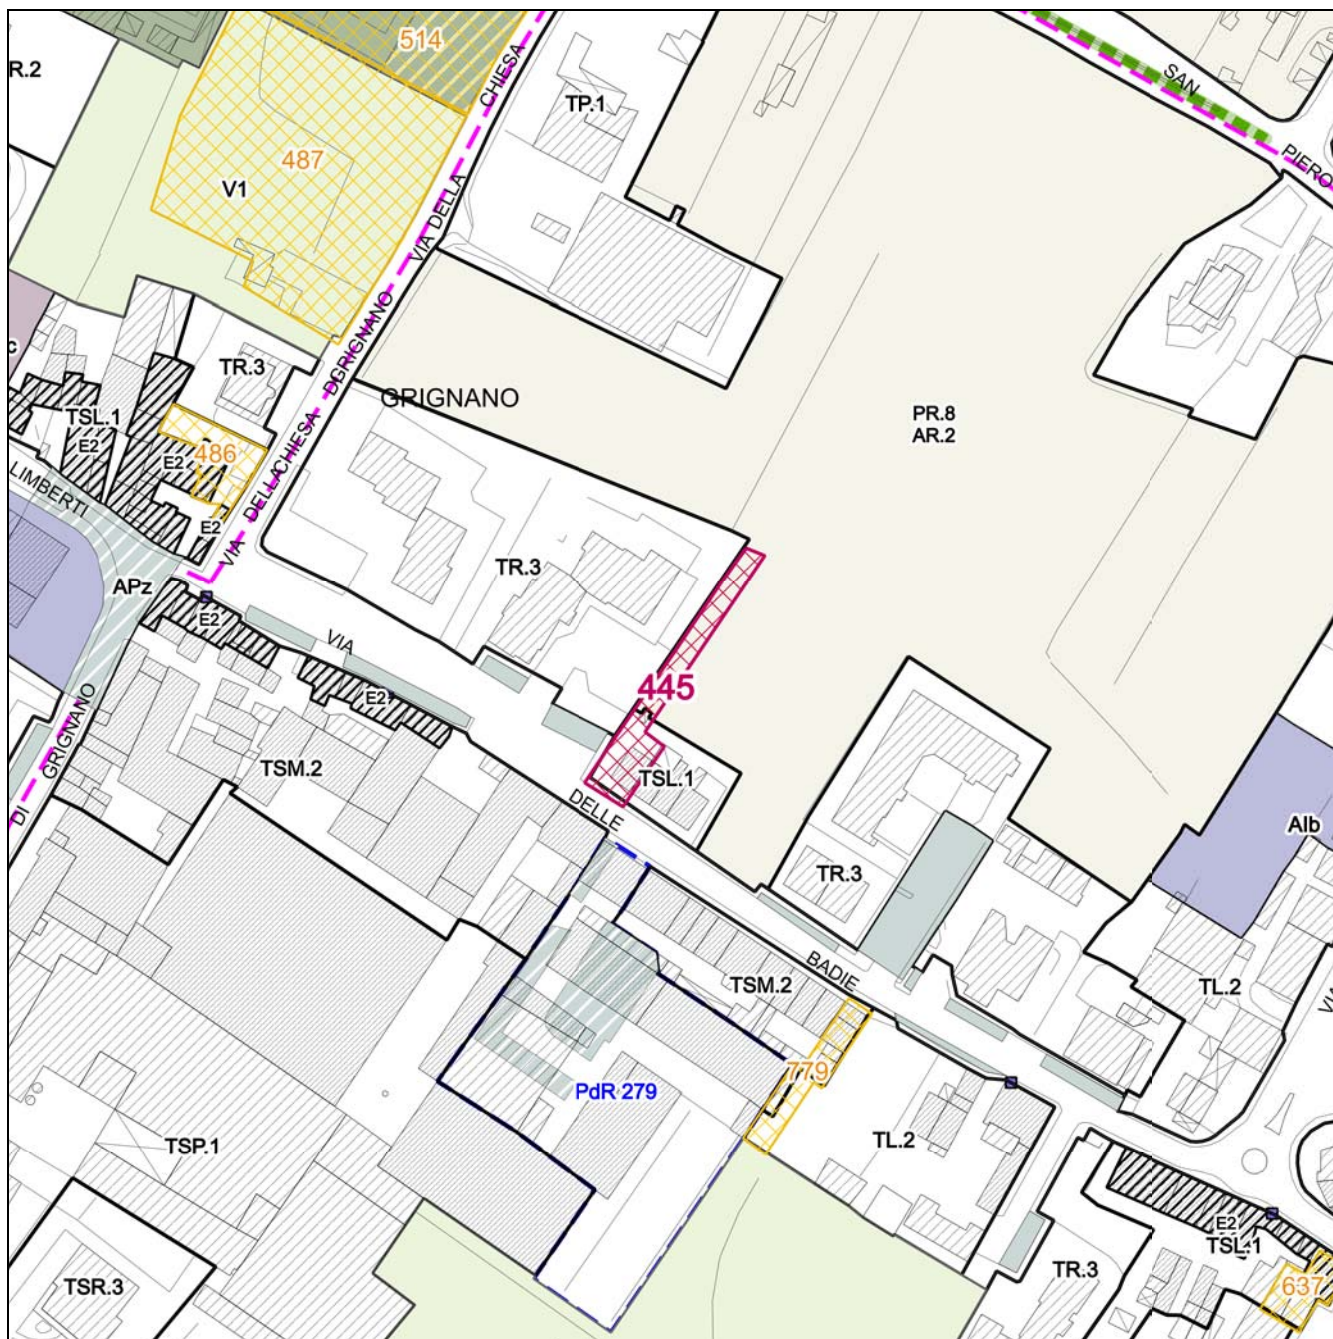 514
CHIESA
SAN
PIERO
R.2
TP.1
487
V1
VIA DELLA
GRIGNANO
c
TR.3
GRIGNANO
PR.8
AR.2
TSL.1
E2
E2
486
CHIESA
LIMBERTI
E2
VIA DELLA
TR.3
APz
E2
VIA
445
E2
GRIGNANO
DI
TSM.2
TSL.1
DELLE
AIb
TR.3
BADIE
TSM.2
TL.2
VIA
779
PdR 279
TSP.1
TL.2
E2
TSL.1
TR.3
TSR.3
637